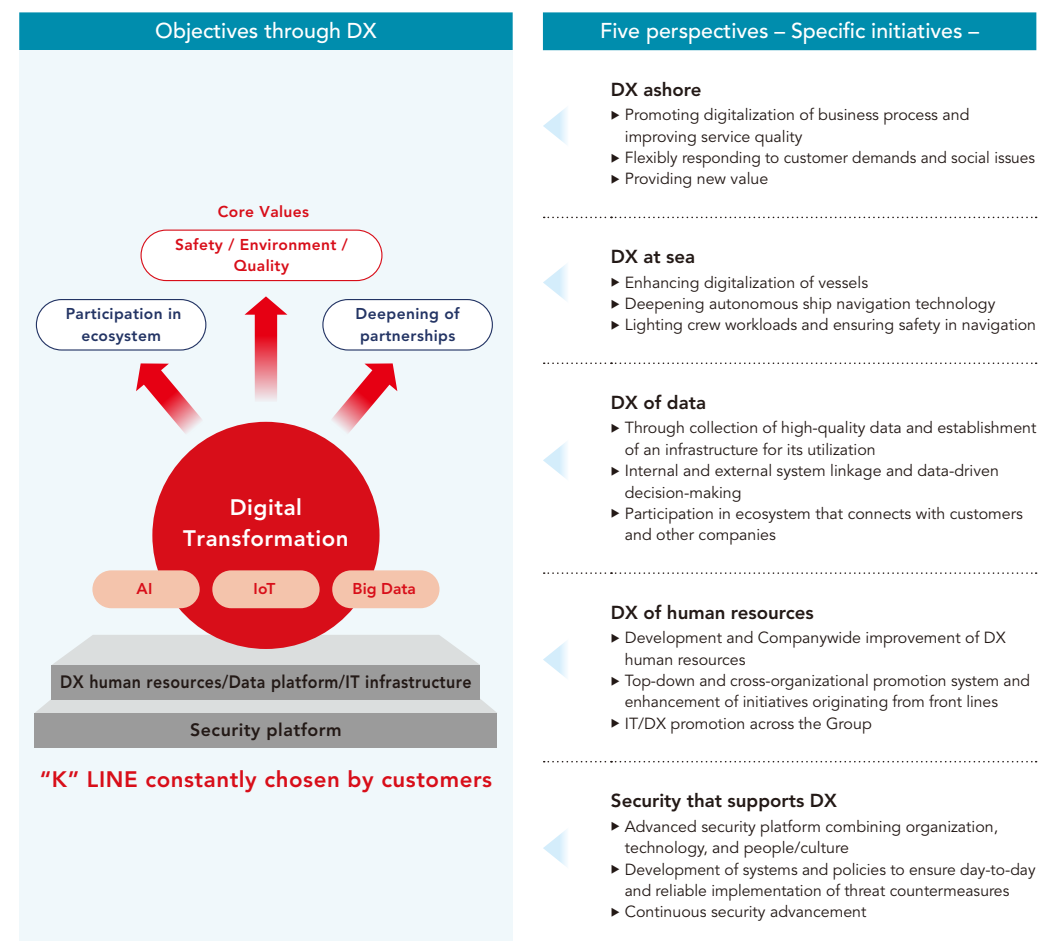 Objectives through DX
Core Values
Safety / Environment /
Quality
Participation in
ecosystem
Deepening of
partnerships
Digital
Transformation
AI
IoT
Big Data
DX human resources/Data platform/IT infrastructure
Security platform
“K” LINE constantly chosen by customers
Five perspectives – Specific initiatives –
DX ashore
▶ Promoting digitalization of business process and
improving service quality
▶ Flexibly responding to customer demands and social issues
▶ Providing new value
DX at sea
▶ Enhancing digitalization of vessels
▶ Deepening autonomous ship navigation technology
▶ Lighting crew workloads and ensuring safety in navigation
DX of data
▶ Through collection of high-quality data and establishment
of an infrastructure for its utilization
▶ Internal and external system linkage and data-driven
decision-making
▶ Participation in ecosystem that connects with customers
and other companies
DX of human resources
▶ Development and Companywide improvement of DX
human resources
▶ Top-down and cross-organizational promotion system and
enhancement of initiatives originating from front lines
▶ IT/DX promotion across the Group
Security that supports DX
▶ Advanced security platform combining organization,
technology, and people/culture
▶ Development of systems and policies to ensure day-to-day
and reliable implementation of threat countermeasures
▶ Continuous security advancement